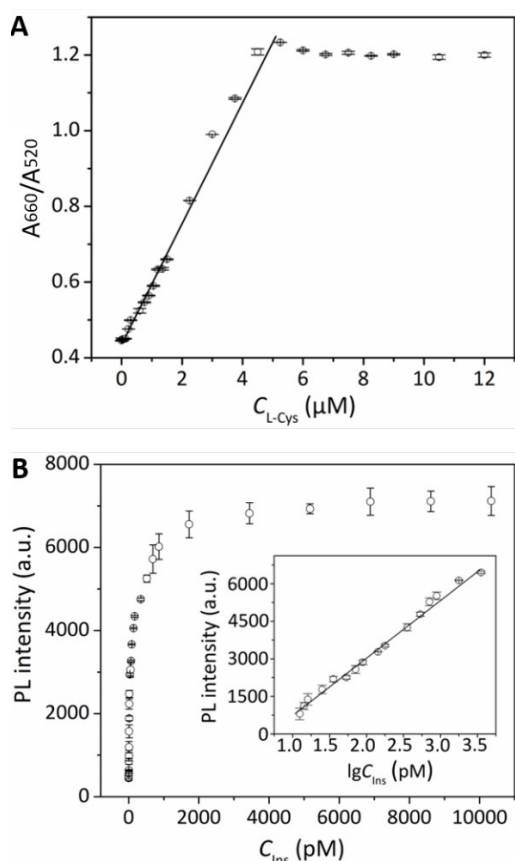 A
A660/A520
1.2
1.0
0.8
0.6
0.4
0 2 4 6 8 10 12
CL-Cys (μM)
B
PL intensity (a.u.)
8000
6000
4000
2000
0
0 2000 4000 6000 8000 10000
CIns (pM)
PL intensity (a.u.)
6000
4500
3000
1500
0
1.0 1.5 2.0 2.5 3.0 3.5
lgCIns (pM)